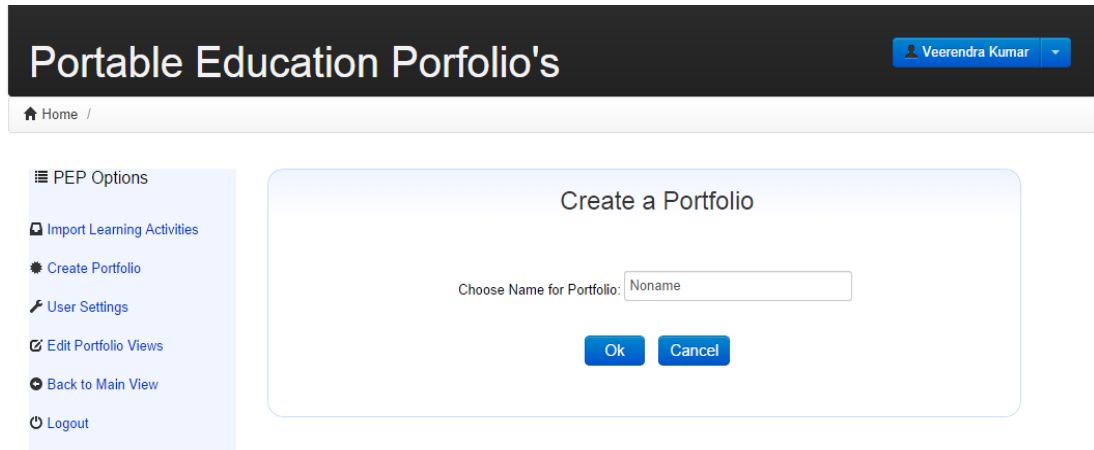 Portable Education Porfolio's
Veerendra Kumar
Home /
PEP Options
Import Learning Activities
Create Portfolio
User Settings
Edit Portfolio Views
Back to Main View
Logout
Create a Portfolio
Choose Name for Portfolio: Noname
Ok Cancel